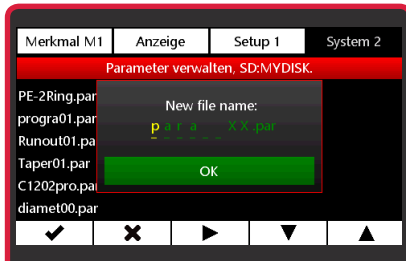 Merkmal M1 Anzeige Setup 1 System 2
Parameter verwalten, SD:MYDISK.
PE-2Ring.par
progra01.par
Runout01.pa
Taper01.par
C1202pro.par
diamet00.par
New file name:
p a r a _ _ X X .par
OK